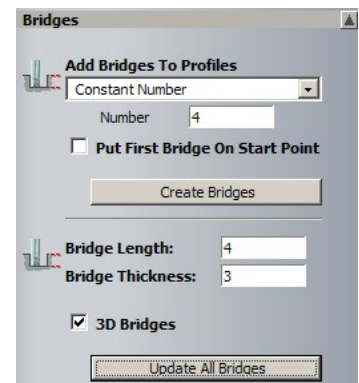 Bridges
Add Bridges To Profiles
Constant Number
Number 4
Put First Bridge On Start Point
Create Bridges
Bridge Length: 4
Bridge Thickness: 3
3D Bridges
Update All Bridges